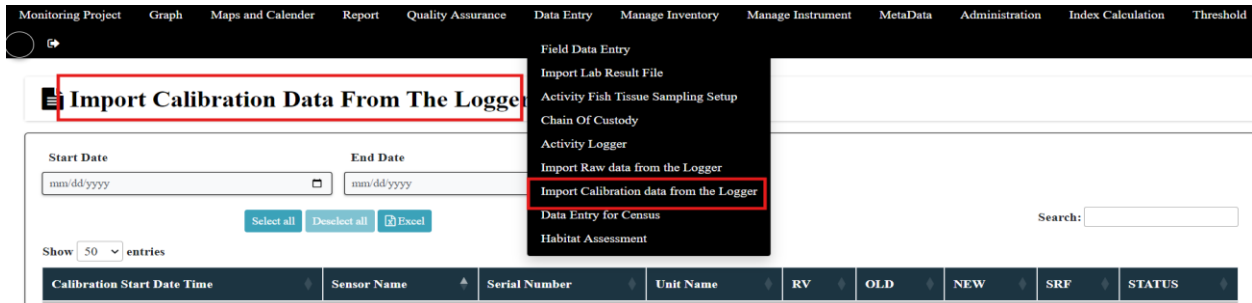 Monitoring Project Graph Maps and Calender Report Quality Assurance Data Entry Manage Inventory Manage Instrument MetaData Administration Index Calculation Threshold
Field Data Entry
Import Lab Result File
Activity Fish Tissue Sampling Setup
Chain Of Custody
Activity Logger
Import Raw data from the Logger
Import Calibration data from the Logger
Data Entry for Census
Habitat Assessment
Import Calibration Data From The Logger
Start Date End Date
mm/dd/yyyy mm/dd/yyyy
Select all Deselect all Excel
Search:
Show 50 entries
Calibration Start Date Time Sensor Name Serial Number Unit Name RV OLD NEW SRF STATUS